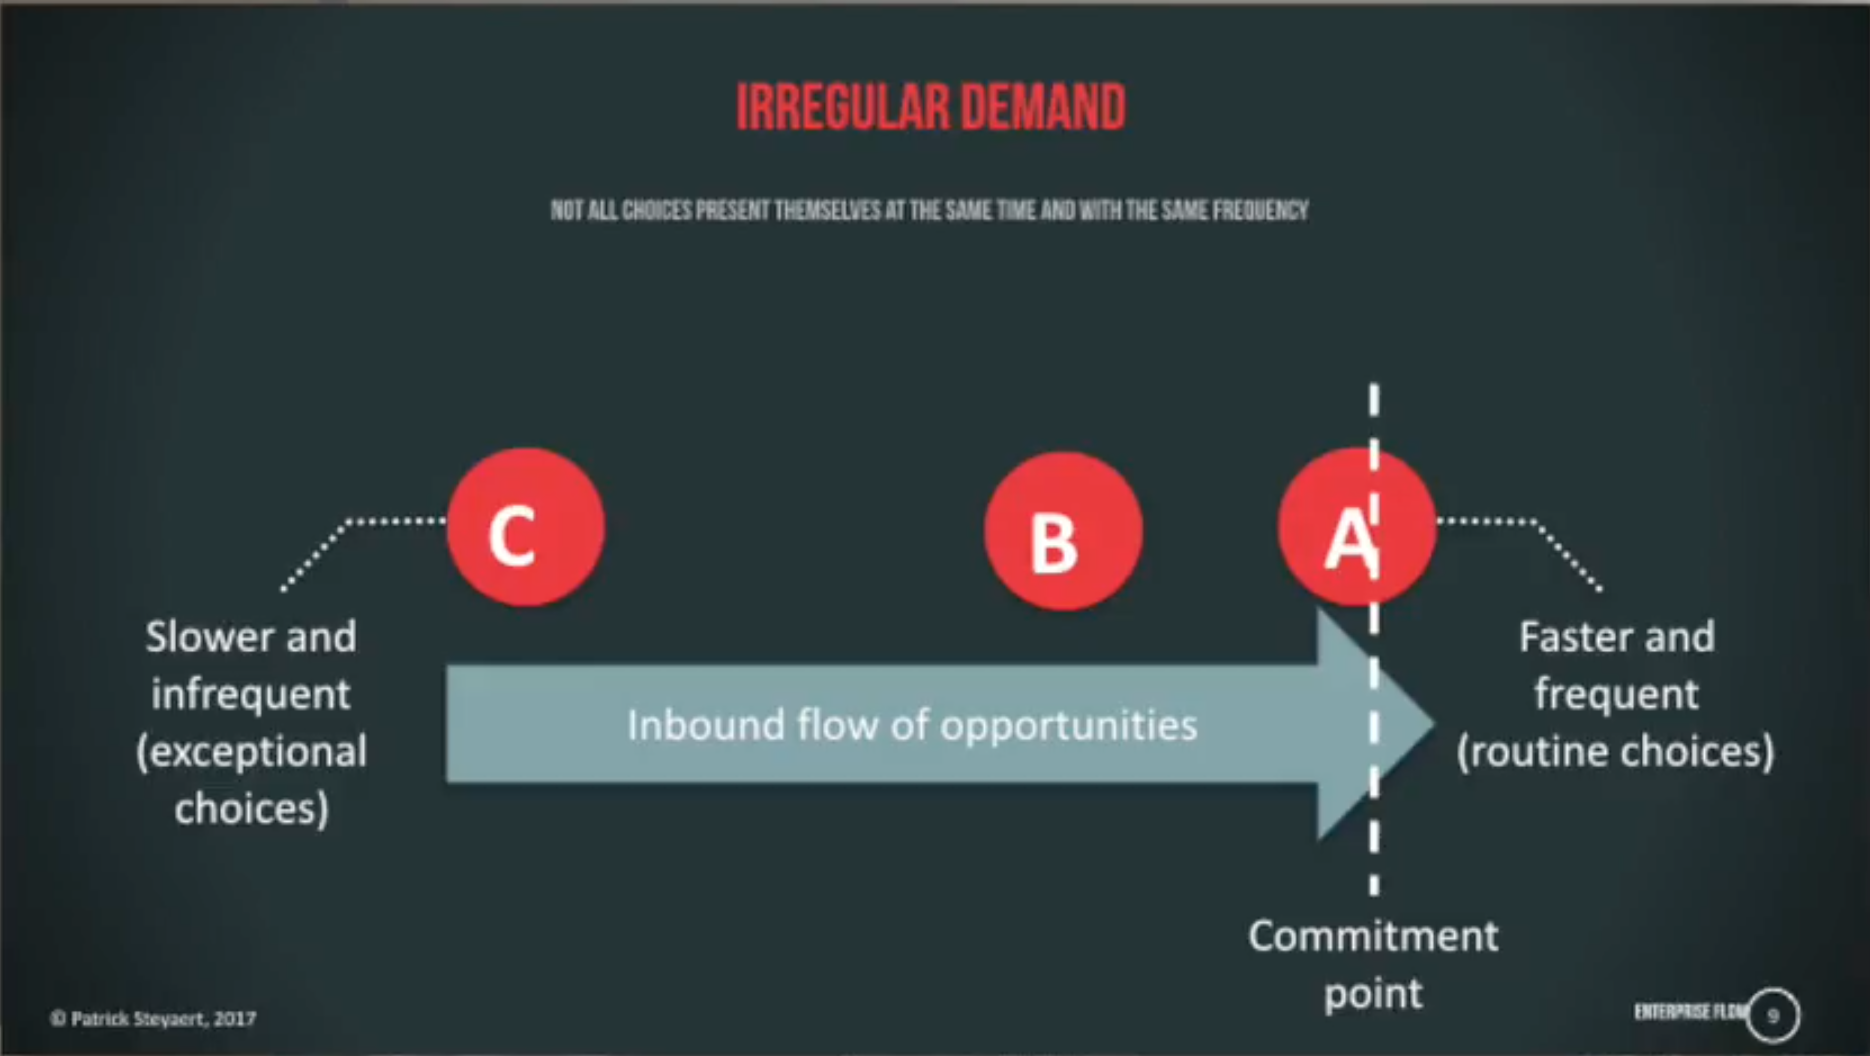 IRREGULAR DEMAND
NOT ALL CHOICES PRESENT THEMSELVES AT THE SAME TIME AND WITH THE SAME FREQUENCY
C
B
A
Slower and
infrequent
(exceptional
choices)
Inbound flow of opportunities
Faster and
frequent
(routine choices)
Commitment
point
© Patrick Steyaert, 2017
ENTERPRISE FLOW
9